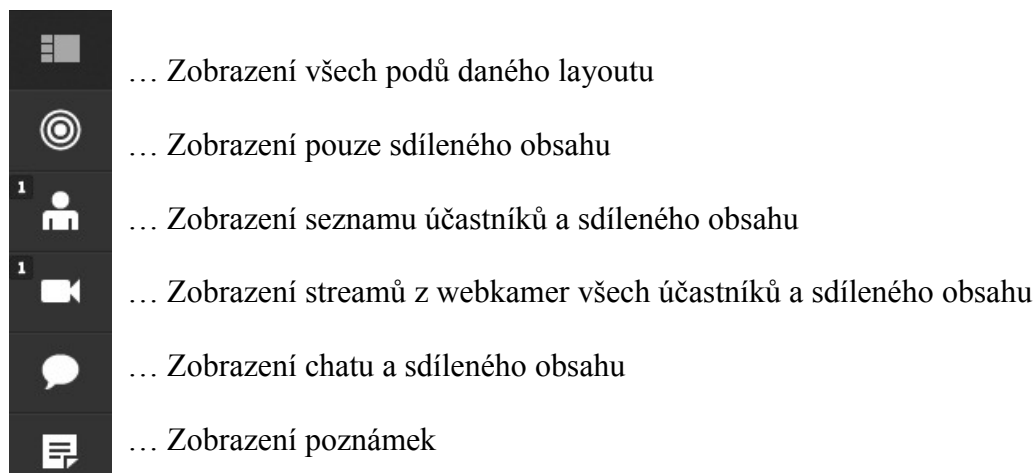 … Zobrazení všech podů daného layoutu
… Zobrazení pouze sdíleného obsahu
1 … Zobrazení seznamu účastníků a sdíleného obsahu
1 … Zobrazení streamů z webkamer všech účastníků a sdíleného obsahu
… Zobrazení chatu a sdíleného obsahu
… Zobrazení poznámek